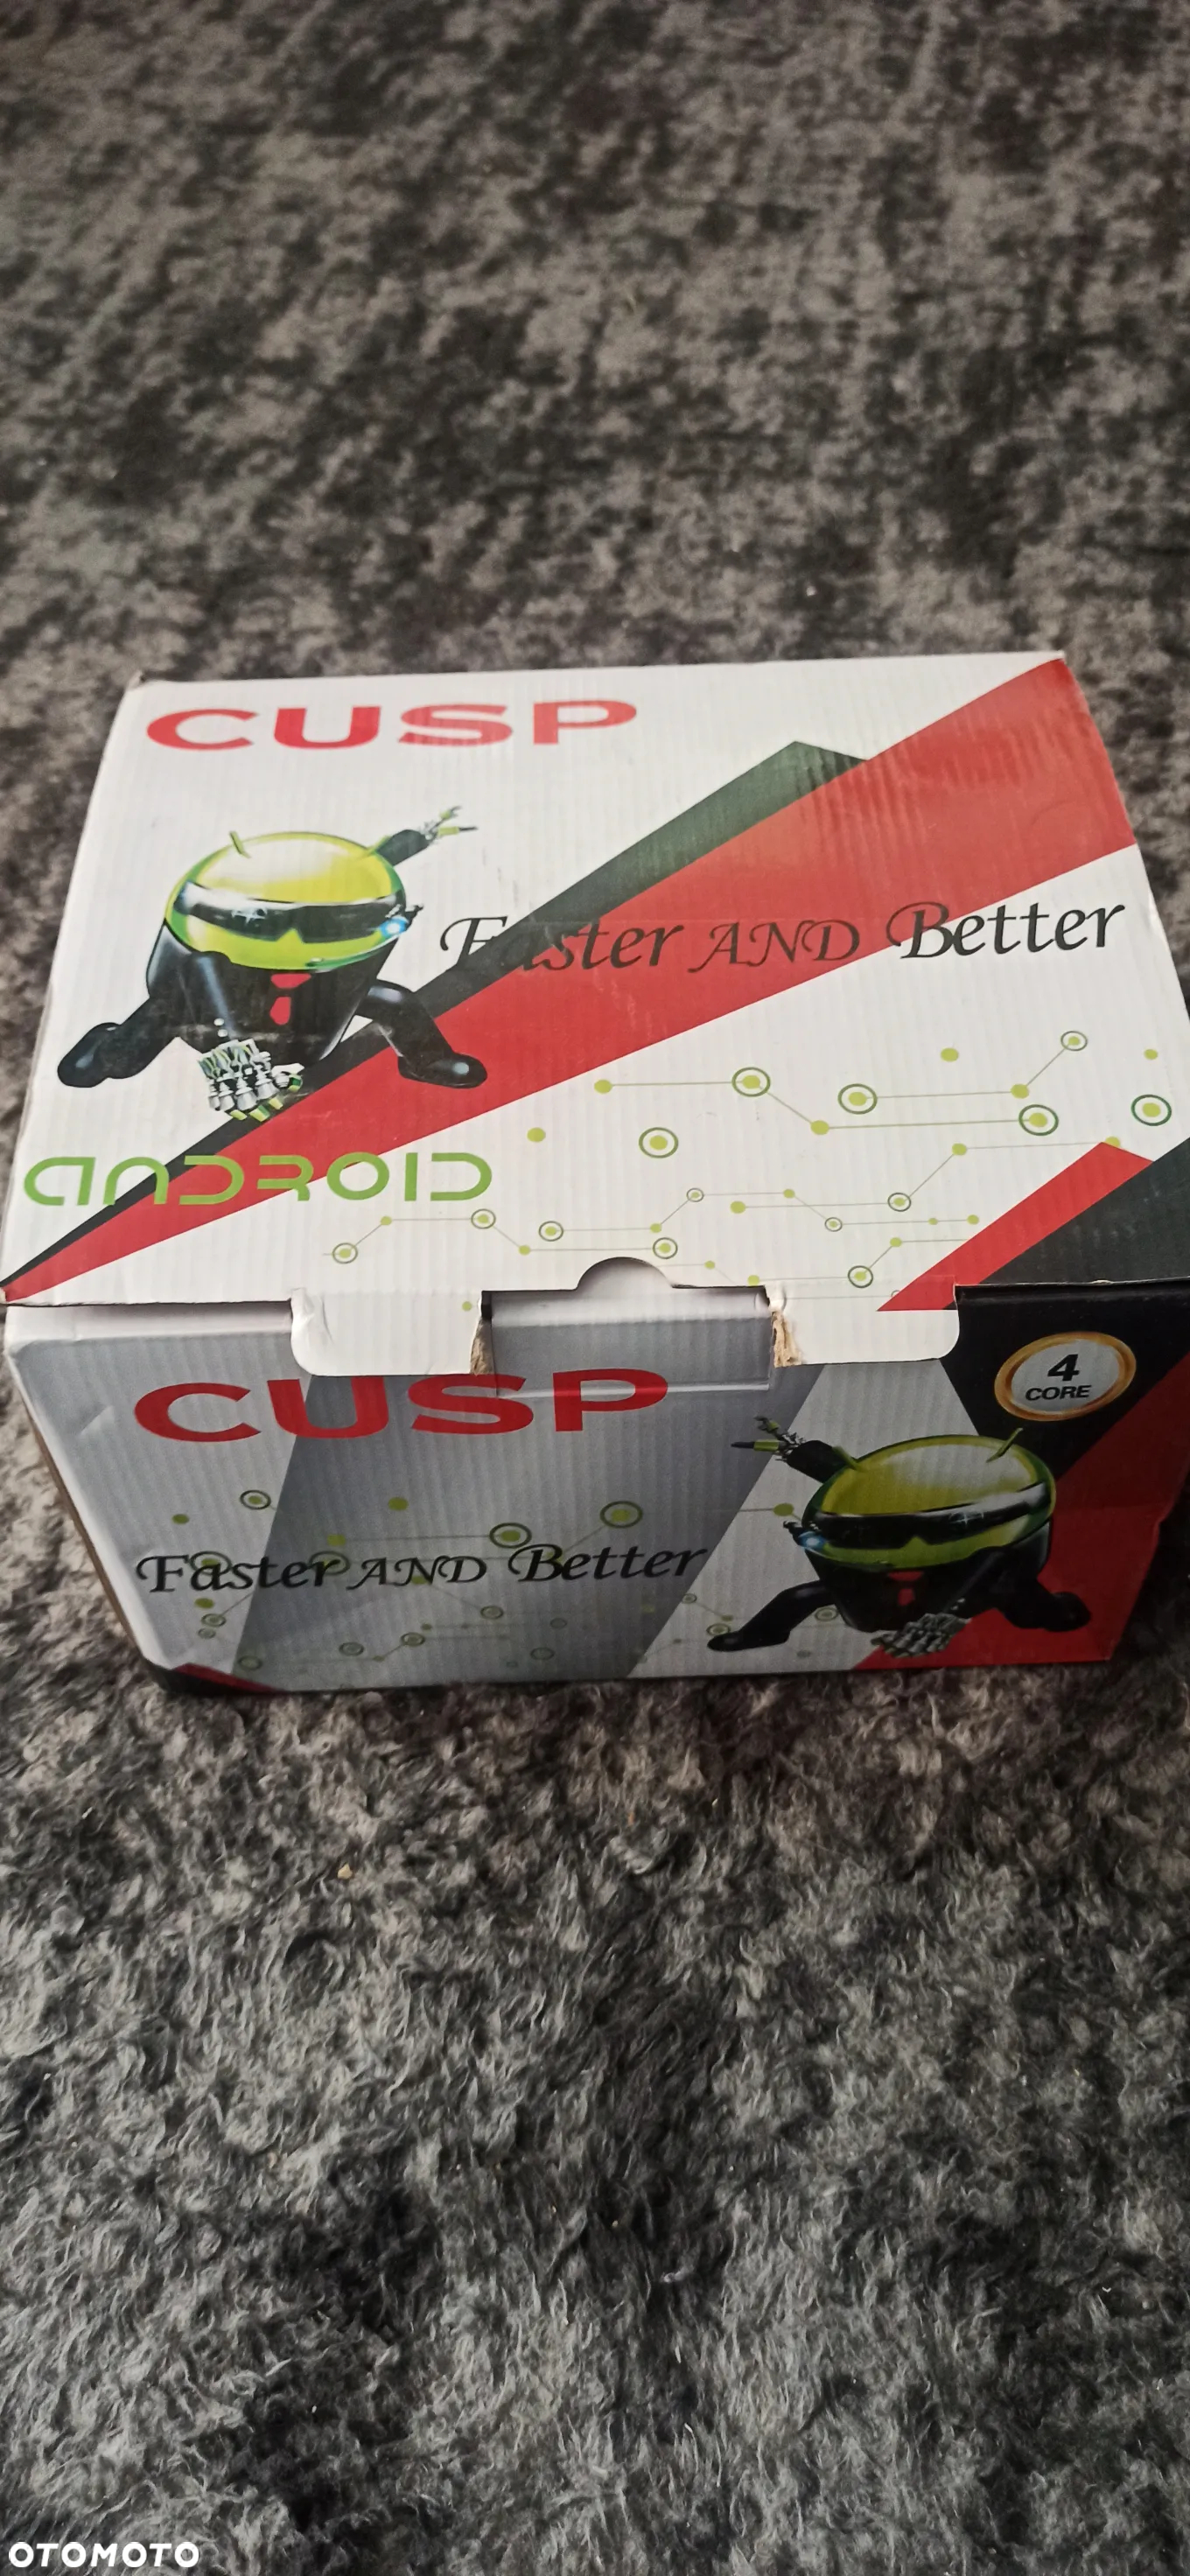 CUSP
Faster AND Better
ANDROID
CUSP
4
CORE
Faster AND Better
OTOMOTO